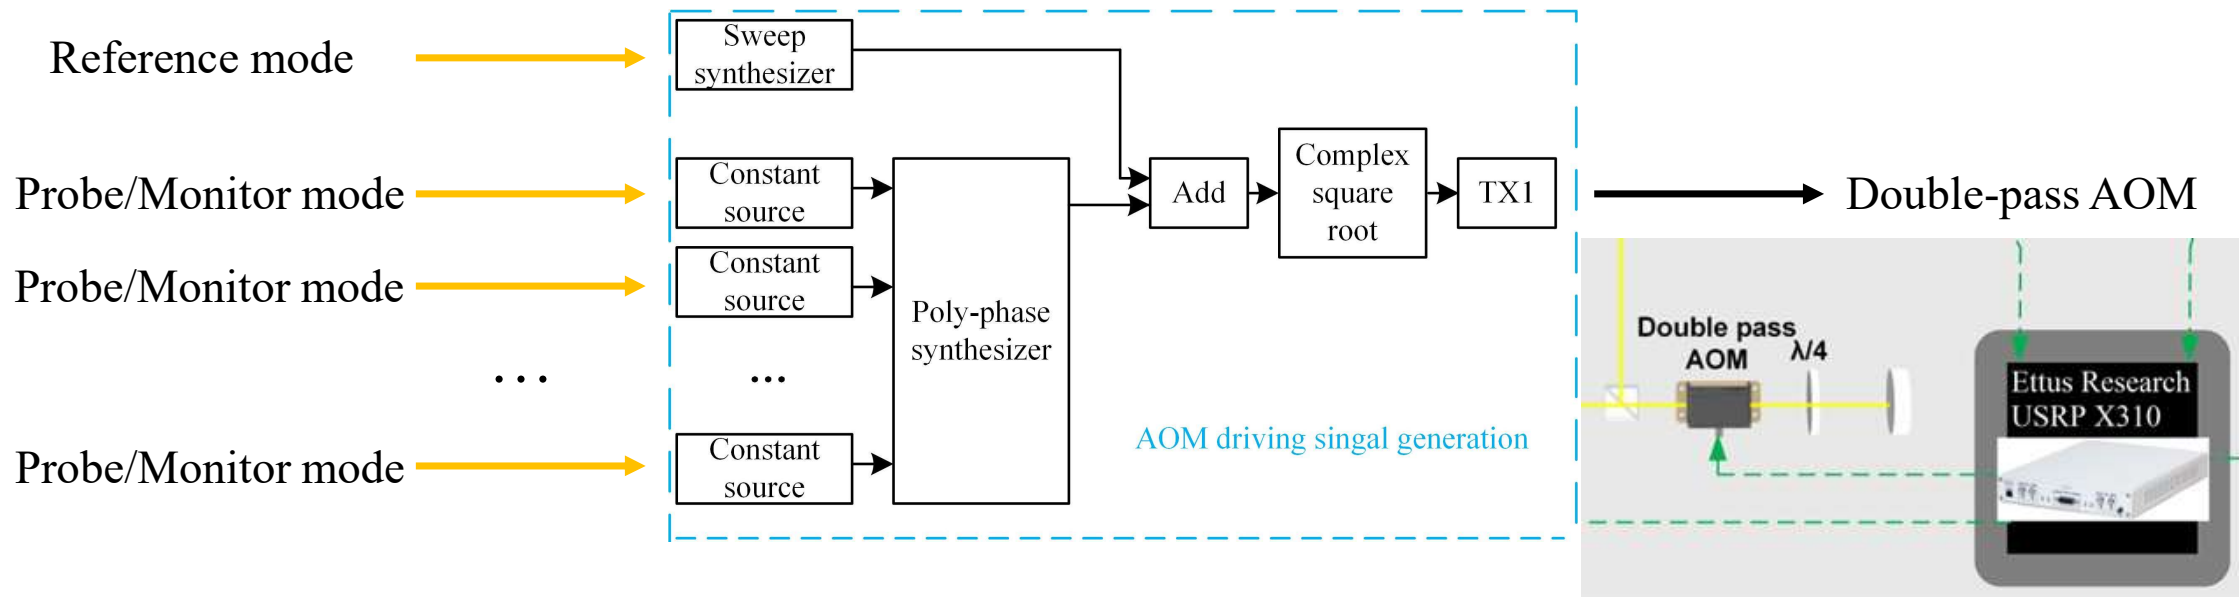 Reference mode
Sweep
synthesizer
Probe/Monitor mode
Constant
source
Add
Complex
square
root
TX1
Double-pass AOM
Probe/Monitor mode
Constant
source
Poly-phase
synthesizer
...
...
Probe/Monitor mode
Constant
source
AOM driving singal generation
Double pass
AOM
λ/4
Ettus Research
USRP X310